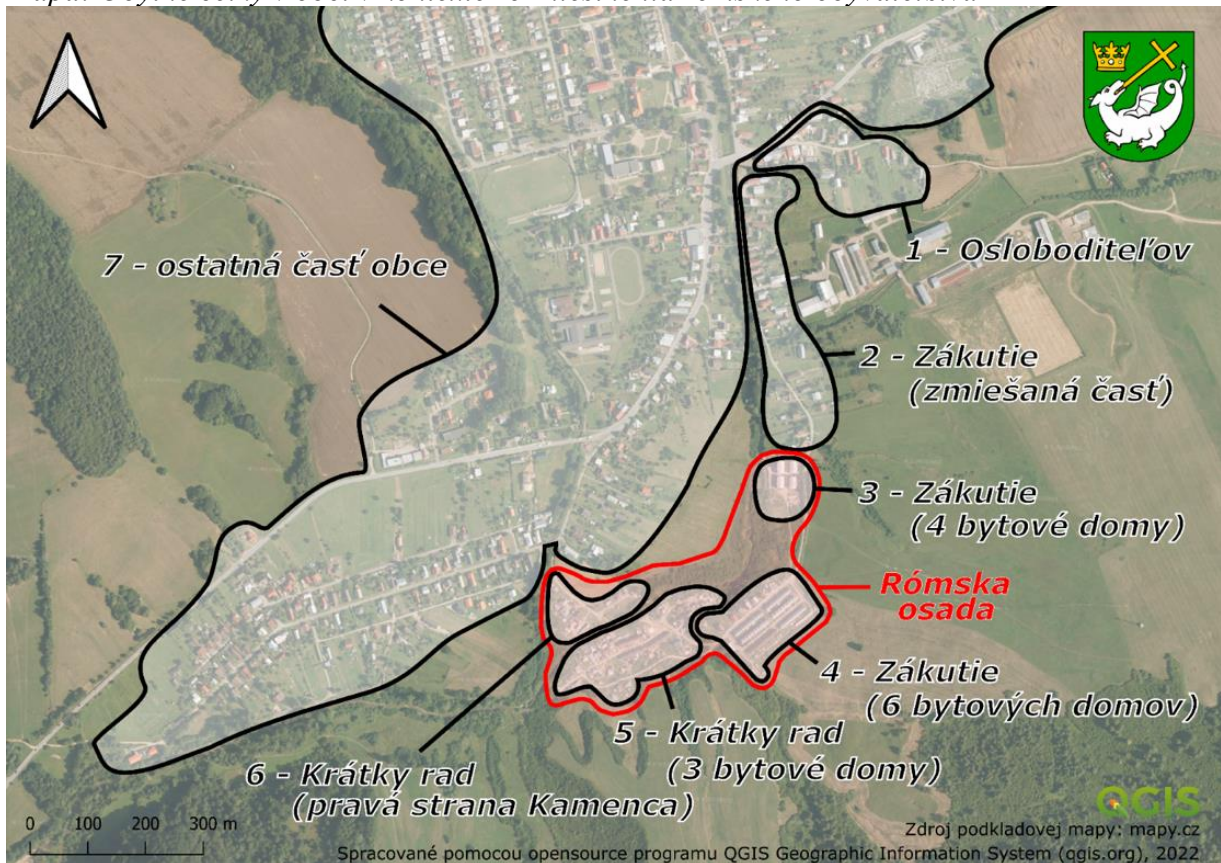 7 - ostatná časť obce
1 - Osloboditeľov
2 - Zákutie
(zmiešaná časť)
3 - Zákutie
(4 bytové domy)
Rómska
osada
4 - Zákutie
(6 bytových domov)
5 - Krátky rad
(3 bytové domy)
6 - Krátky rad
(pravá strana Kamenca)
QGIS
0 100 200 300 m
Zdroj podkladovej mapy: mapy.cz
Spracované pomocou opensource programu QGIS Geographic Information System (qgis.org), 2022